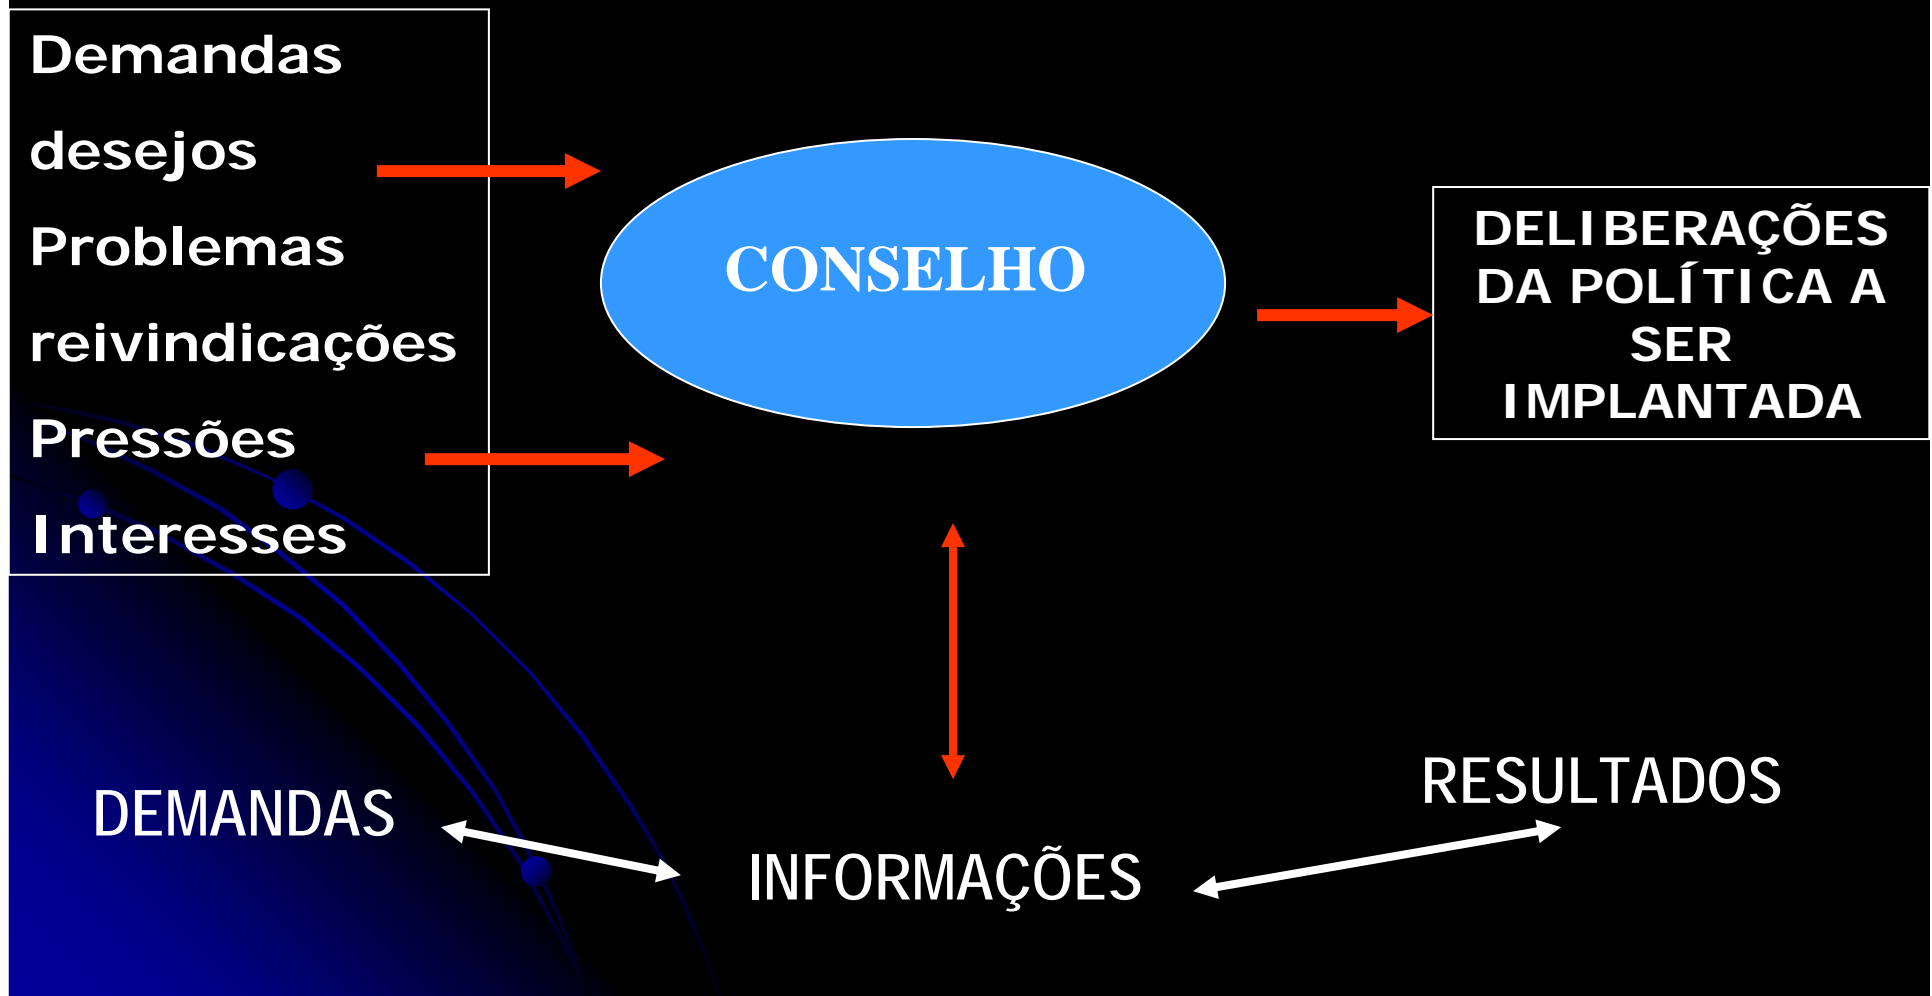 Demandas
desejos
Problemas
reivindicações
Pressões
Interesses
CONSELHO
DELIBERAÇÕES
DA POLÍTICA A
SER
IMPLANTADA
DEMANDAS
INFORMAÇÕES
RESULTADOS